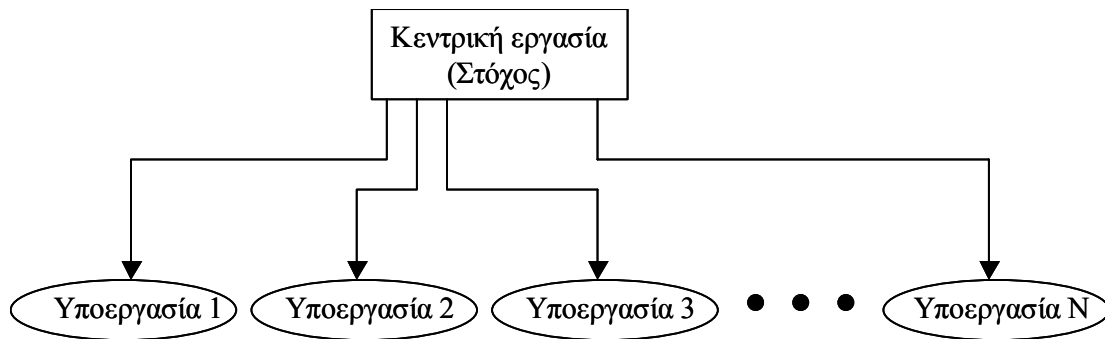 Κεντρική εργασία
(Στόχος)
Υποεργασία 1
Υποεργασία 2
Υποεργασία 3
Υποεργασία Ν